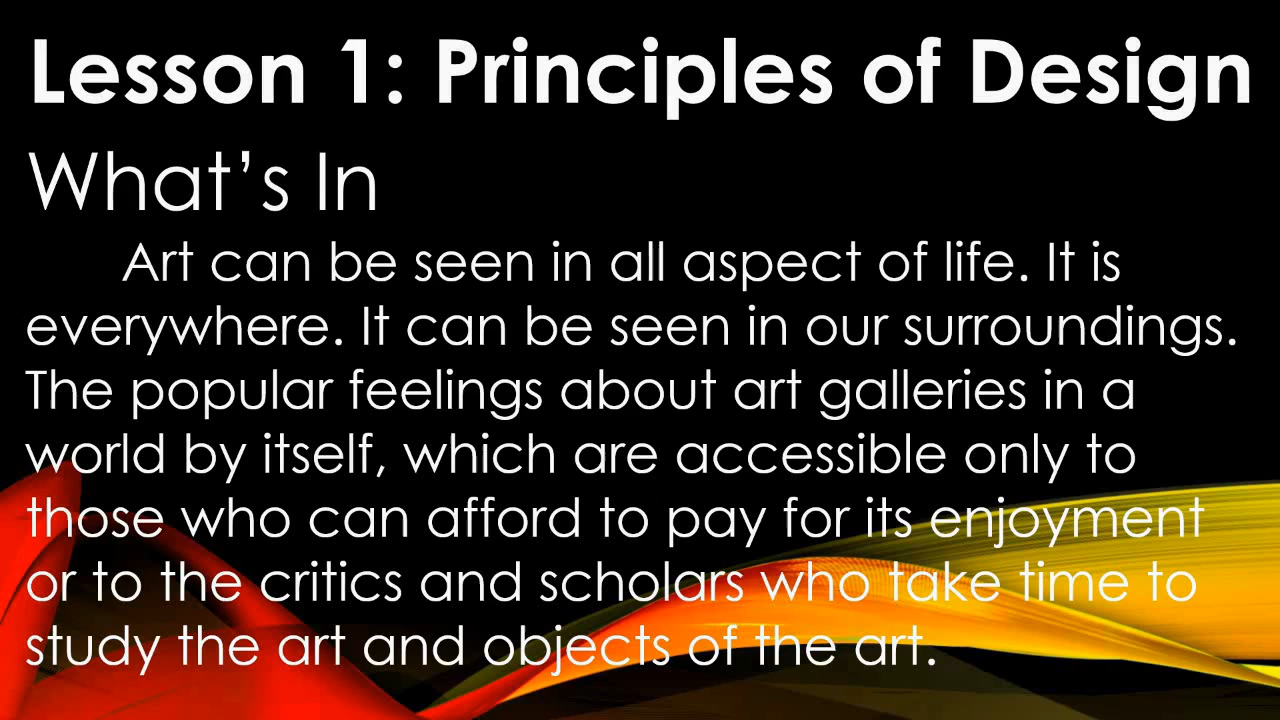 Lesson 1: Principles of Design
What's In
Art can be seen in all aspect of life. It is
everywhere. It can be seen in our surroundings.
The popular feelings about art galleries in a
world by itself, which are accessible only to
those who can afford to pay for its enjoyment
or to the critics and scholars who take time to
study the art and objects of the art.